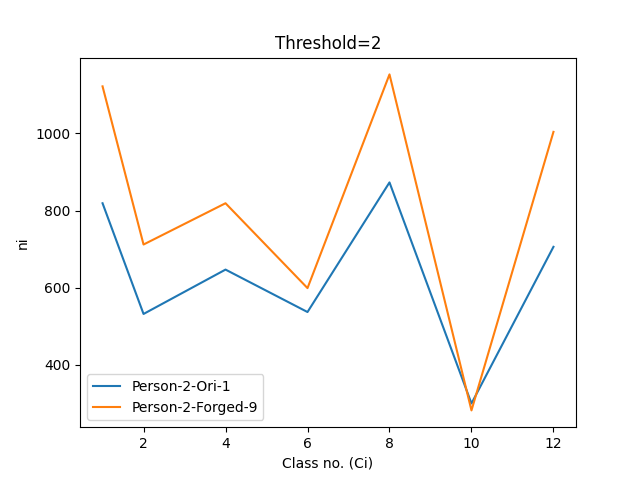 Threshold=2
1000
800
600
400
ni
Person-2-Ori-1
Person-2-Forged-9
2 4 6 8 10 12
Class no. (Ci)